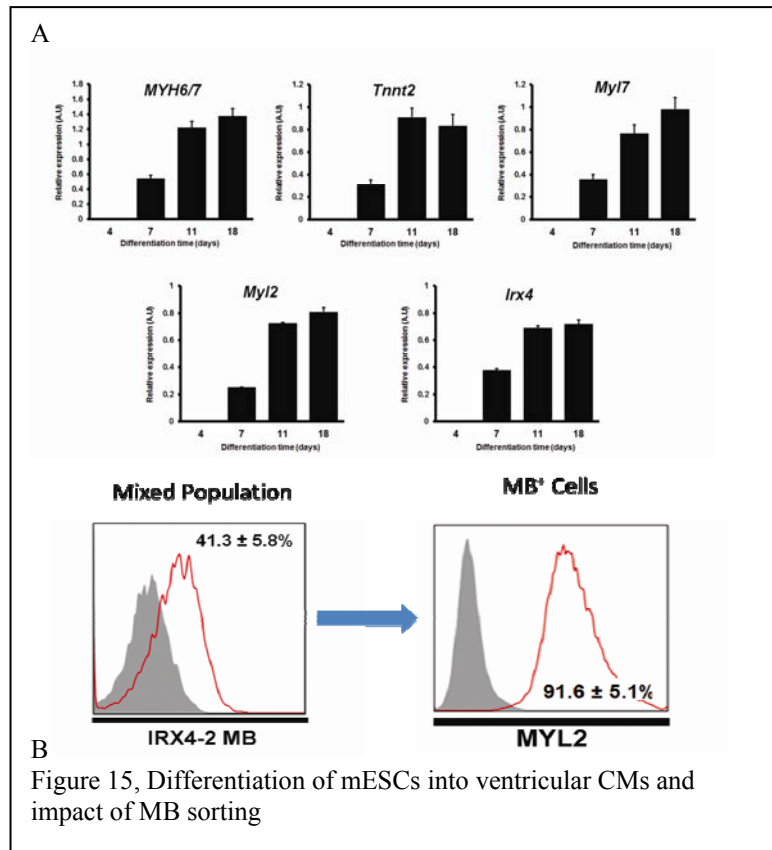 A
MYH6/7
Tnnt2
Myl7
Relative expression (A.U)
1.8
1.6
1.4
1.2
1
0.8
0.6
0.4
0.2
0
4 7 11 18
Differentiation time (days)
Relative expression (A.U)
1.2
1
0.8
0.6
0.4
0.2
4 7 11 18
Differentiation time (days)
Relative expression (A.U)
1.2
1
0.8
0.6
0.4
0.2
4 7 11 18
Differentiation time (days)
Myl2
Irx4
Relative expression (A.U)
1
0.8
0.6
0.4
0.2
0
4 7 11 18
Differentiation time (days)
Relative expression (A.U)
1
0.8
0.6
0.4
0.2
0
4 7 11 18
Differentiation time (days)
Mixed Population
MB⁺ Cells
41.3 ± 5.8%
91.6 ± 5.1%
IRX4-2 MB
MYL2
B
Figure 15, Differentiation of mESCs into ventricular CMs and
impact of MB sorting